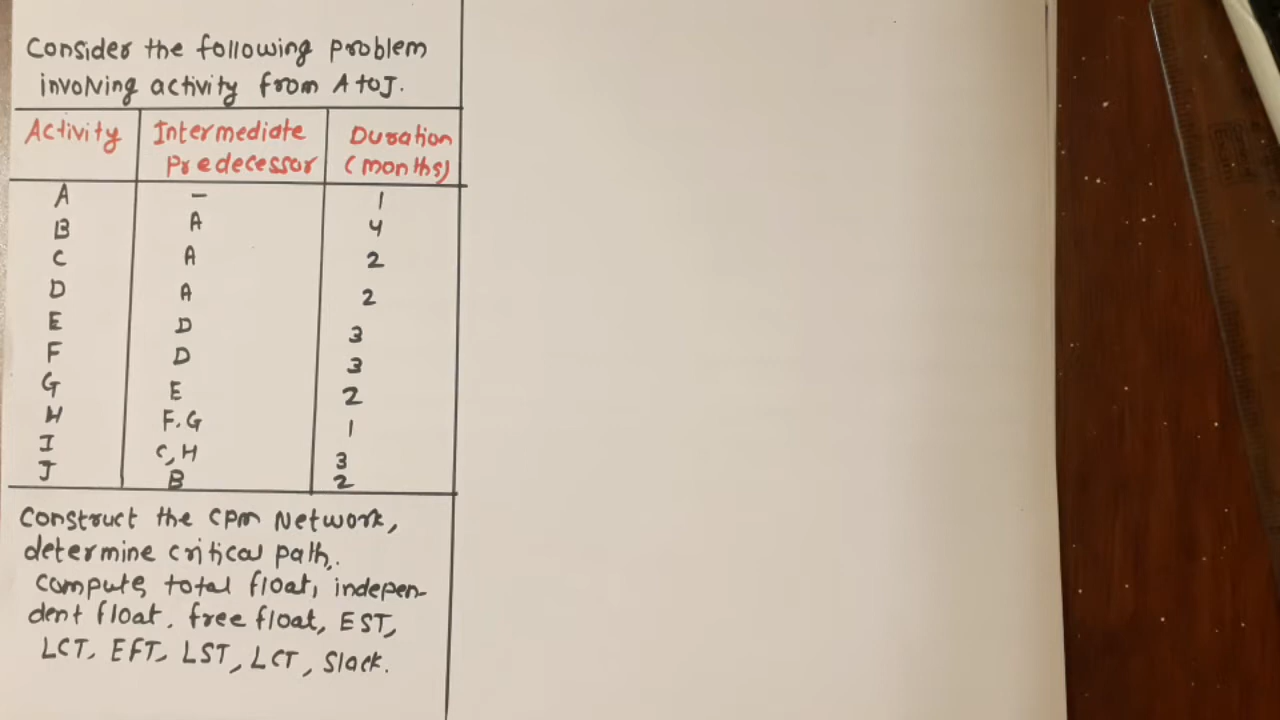 Consider the following problem
involving activity from A to J.
Activity Intermediate Predecessor Duration (months)
A – 1
B A 4
C A 2
D A 2
E D 3
F D 3
G E 2
H F.G 1
I C,H 3
J B 2
Construct the CPM Network,
determine critical path,.
compute, total float, indepen-
dent float. free float, EST,
LCT, EFT, LST, LCT, Slack.